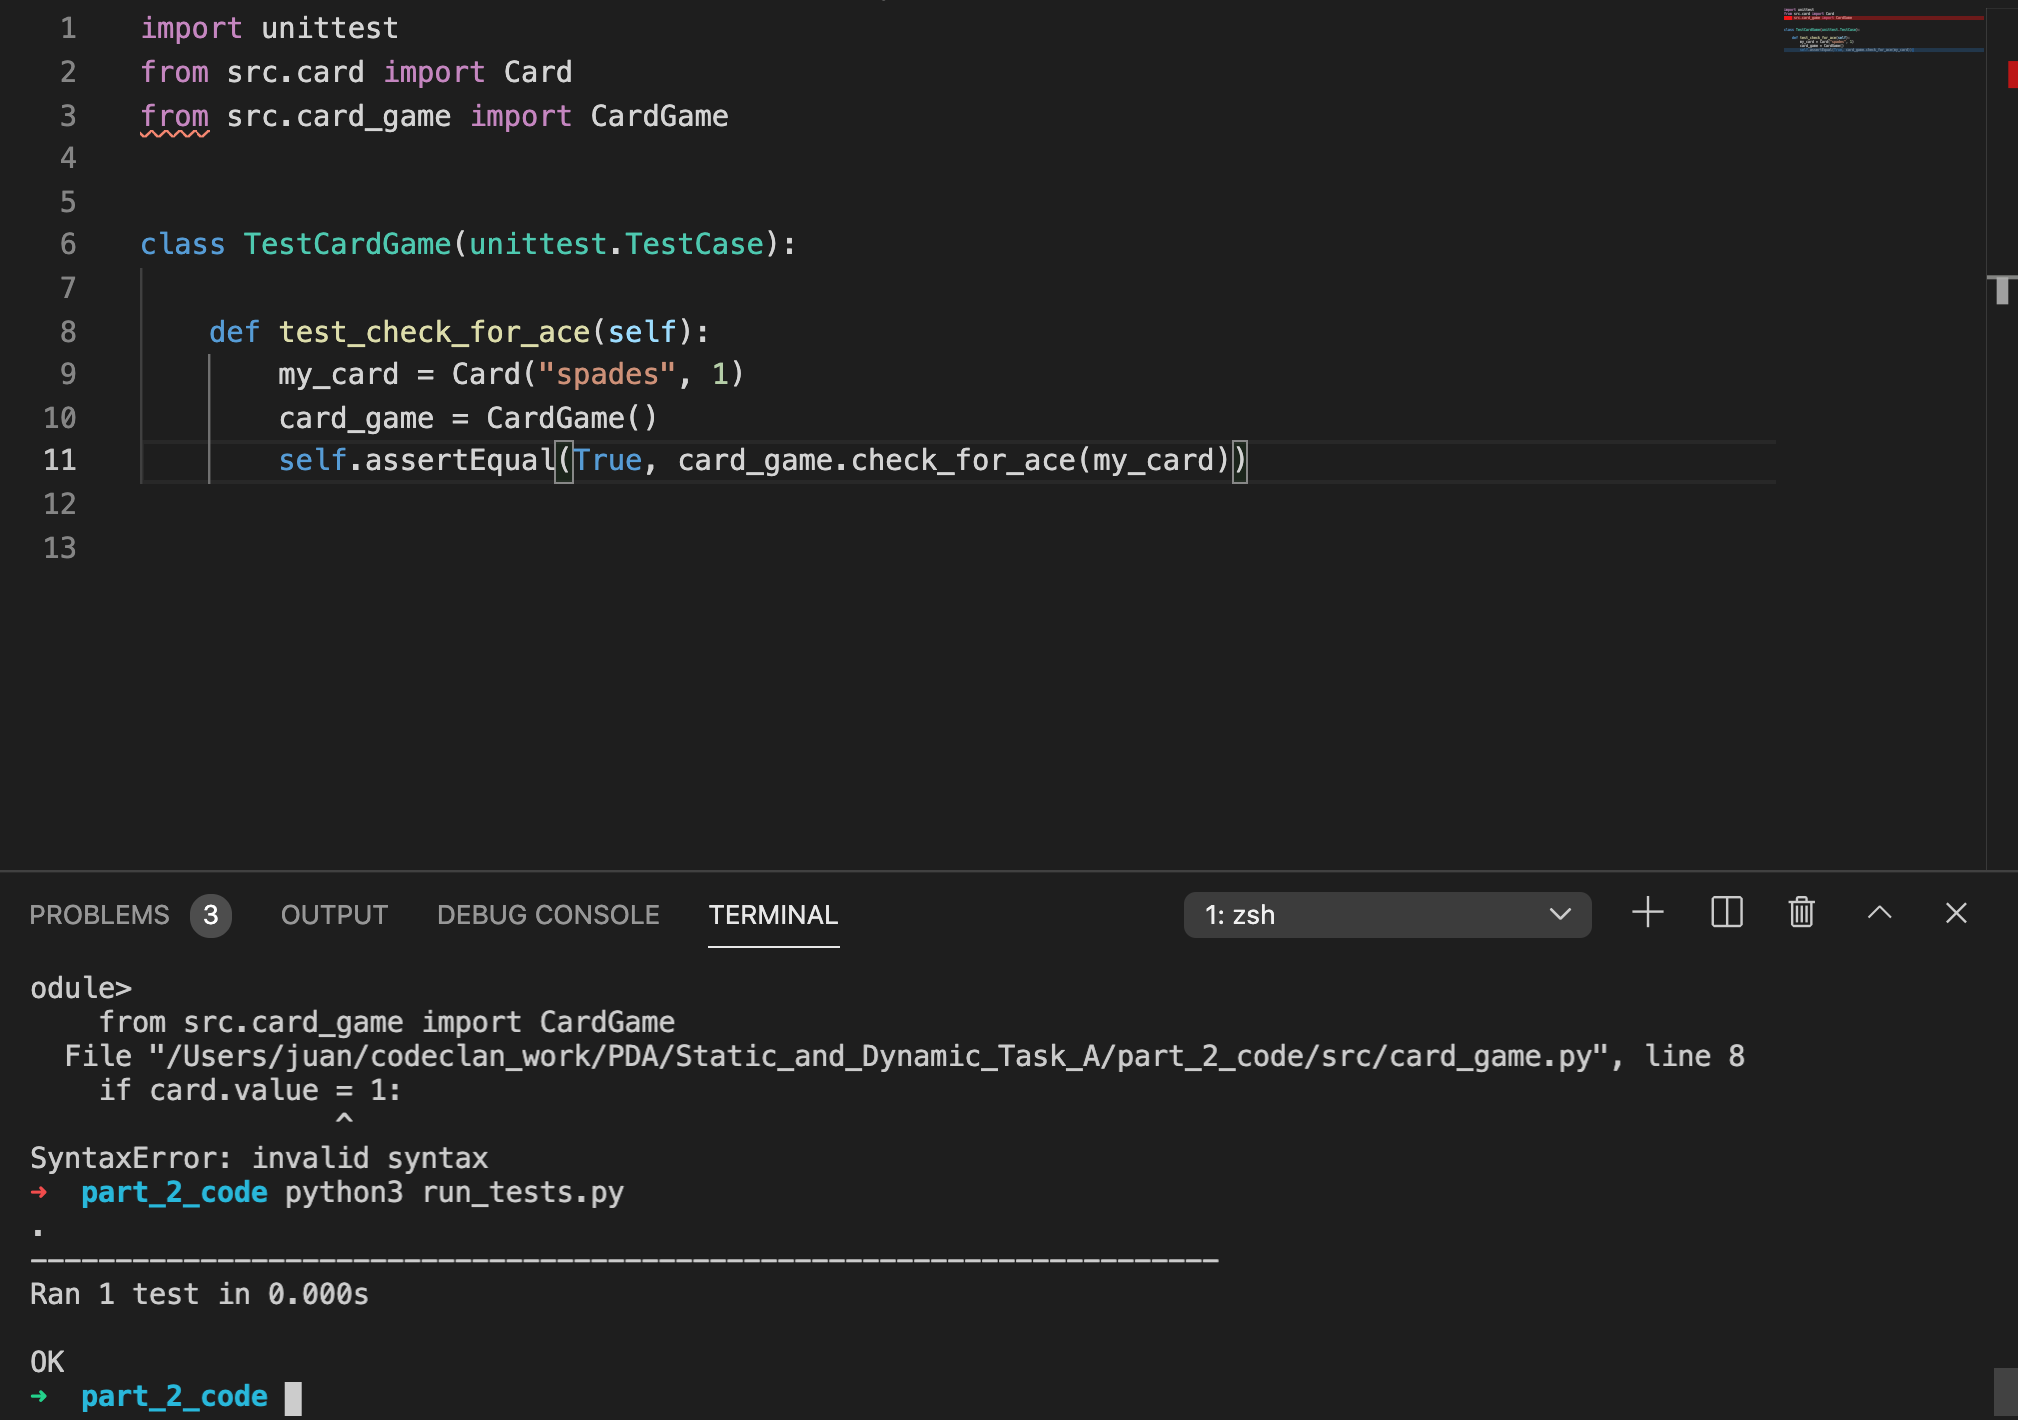 1 import unittest
2 from src.card import Card
3 from src.card_game import CardGame
4
5
6 class TestCardGame(unittest.TestCase):
7
8 def test_check_for_ace(self):
9 my_card = Card("spades", 1)
10 card_game = CardGame()
11 self.assertEqual(True, card_game.check_for_ace(my_card))
12
13
PROBLEMS 3 OUTPUT DEBUG CONSOLE TERMINAL 1: zsh
odule>
from src.card_game import CardGame
File "/Users/juan/codeclan_work/PDA/Static_and_Dynamic_Task_A/part_2_code/src/card_game.py", line 8
if card.value = 1:
^
SyntaxError: invalid syntax
➜ part_2_code python3 run_tests.py
.
----------------------------------------------------------------------
Ran 1 test in 0.000s
OK
➜ part_2_code